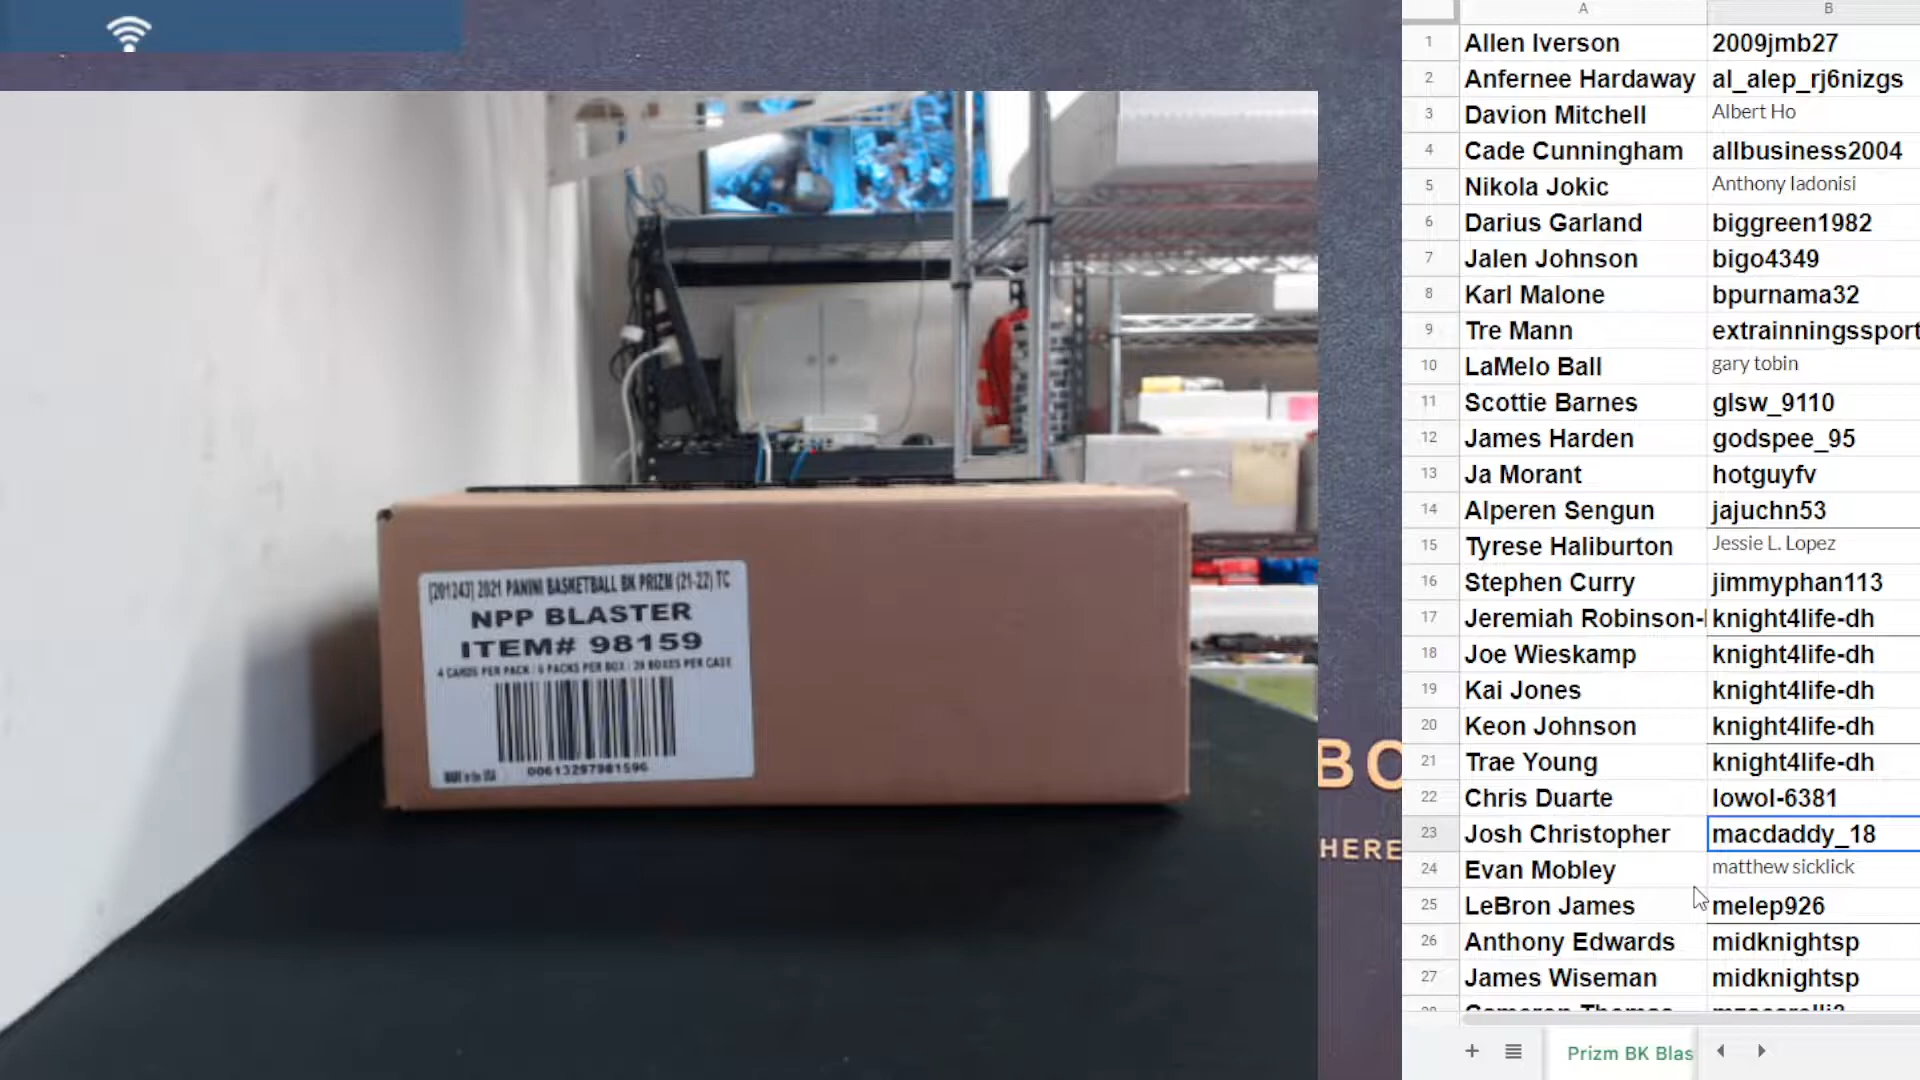 [201243] 2021 PANINI BASKETBALL BK PRIZM (21-22) TC
NPP BLASTER
ITEM# 98159
4 CARDS PER PACK / 6 PACKS PER BOX / 20 BOXES PER CASE
MADE IN THE USA
00613297981596
BO
HERE
A B
1 Allen Iverson 2009jmb27
2 Anfernee Hardaway al_alep_rj6nizgs
3 Davion Mitchell Albert Ho
4 Cade Cunningham allbusiness2004
5 Nikola Jokic Anthony Iadonisi
6 Darius Garland biggreen1982
7 Jalen Johnson bigo4349
8 Karl Malone bpurnama32
9 Tre Mann extrainningssport
10 LaMelo Ball gary tobin
11 Scottie Barnes glsw_9110
12 James Harden godspee_95
13 Ja Morant hotguyfv
14 Alperen Sengun jajuchn53
15 Tyrese Haliburton Jessie L. Lopez
16 Stephen Curry jimmyphan113
17 Jeremiah Robinson- knight4life-dh
18 Joe Wieskamp knight4life-dh
19 Kai Jones knight4life-dh
20 Keon Johnson knight4life-dh
21 Trae Young knight4life-dh
22 Chris Duarte lowol-6381
23 Josh Christopher macdaddy_18
24 Evan Mobley matthew sicklick
25 LeBron James melep926
26 Anthony Edwards midknightsp
27 James Wiseman midknightsp
Prizm BK Blas